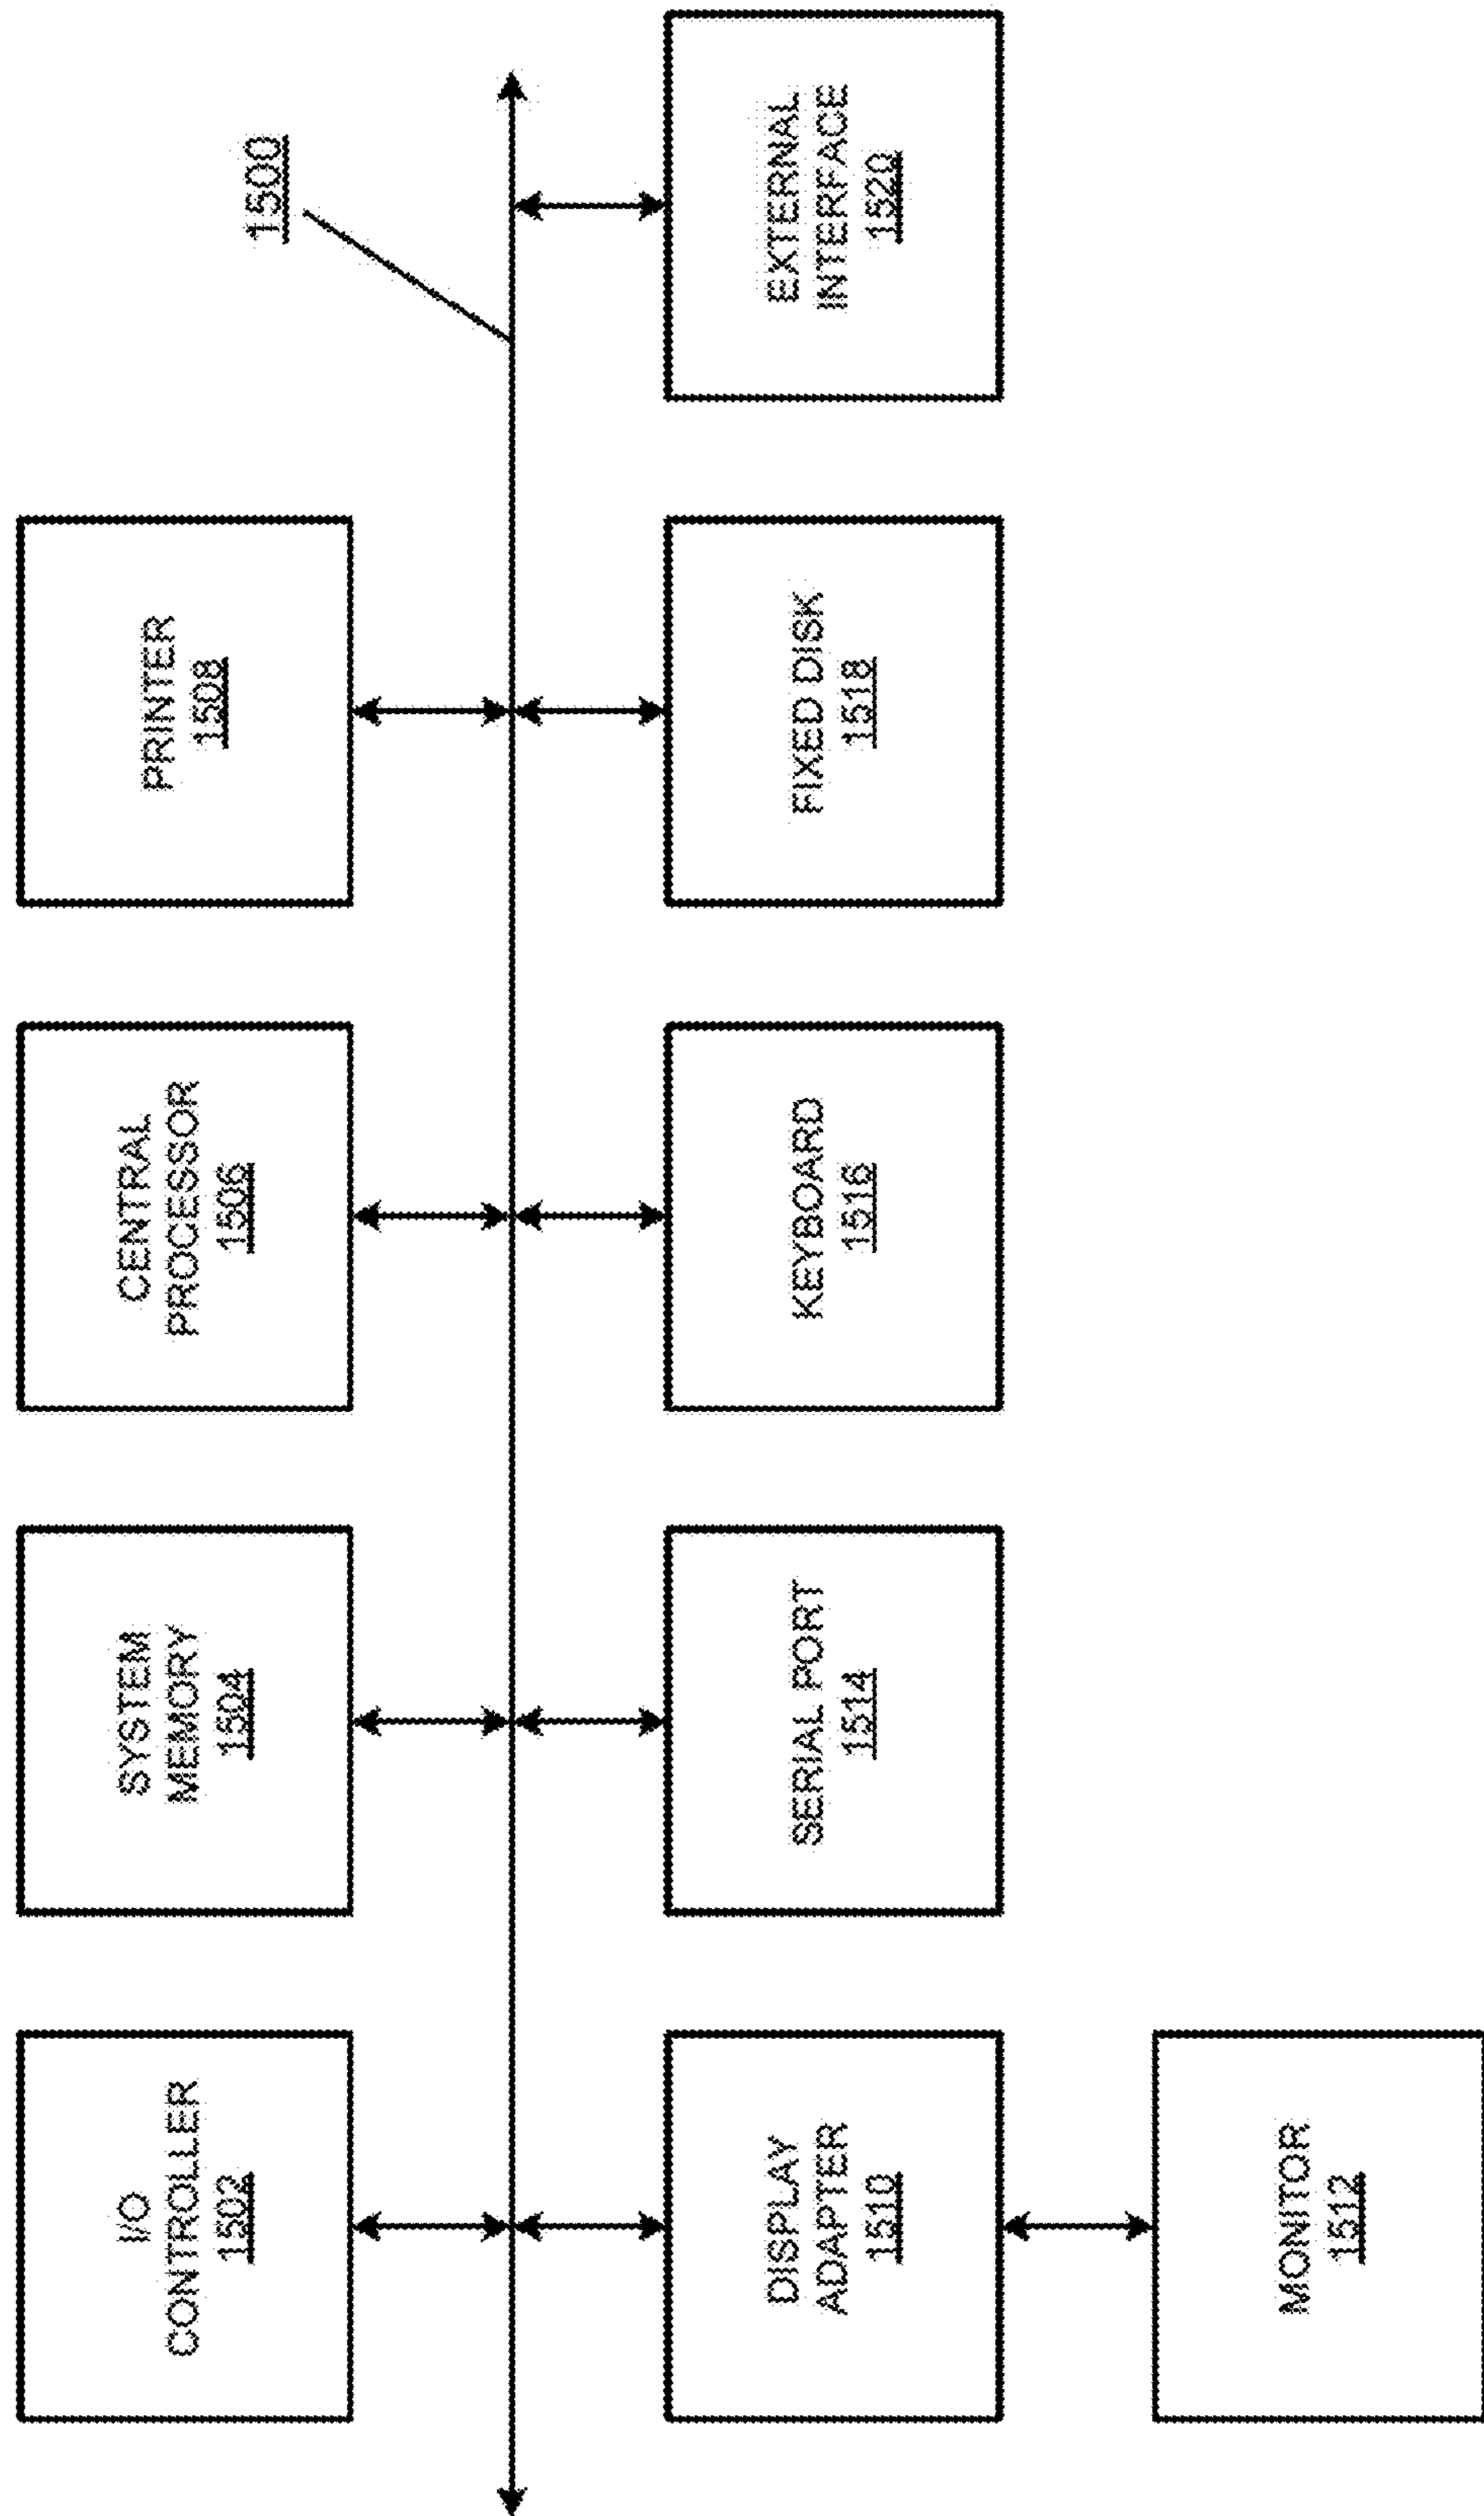 1500
I/O
CONTROLLER
1502
SYSTEM
MEMORY
1504
CENTRAL
PROCESSOR
1506
PRINTER
1508
DISPLAY
ADAPTER
1510
SERIAL PORT
1514
KEYBOARD
1516
FIXED DISK
1518
EXTERNAL
INTERFACE
1520
MONITOR
1512